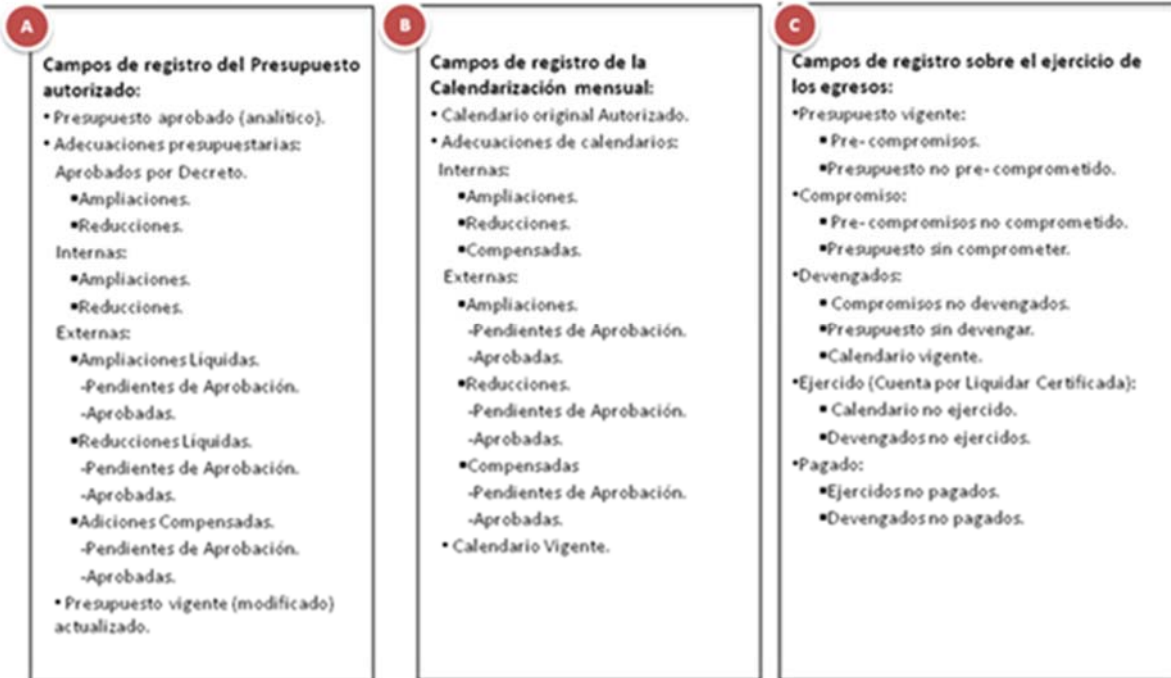 A
Campos de registro del Presupuesto
autorizado:
• Presupuesto aprobado (analítico).
• Adecuaciones presupuestarias:
Aprobados por Decreto.
▪Ampliaciones.
▪Reducciones.
Internas:
▪Ampliaciones.
▪Reducciones.
Externas:
▪Ampliaciones Líquidas.
-Pendientes de Aprobación.
-Aprobadas.
▪Reducciones Líquidas.
-Pendientes de Aprobación.
-Aprobadas.
▪Adiciones Compensadas.
-Pendientes de Aprobación.
-Aprobadas.
• Presupuesto vigente (modificado)
actualizado.
B
Campos de registro de la
Calendarización mensual:
• Calendario original Autorizado.
• Adecuaciones de calendarios:
Internas:
▪Ampliaciones.
▪Reducciones.
▪Compensadas.
Externas:
▪Ampliaciones.
-Pendientes de Aprobación.
-Aprobadas.
▪Reducciones.
-Pendientes de Aprobación.
-Aprobadas.
▪Compensadas
-Pendientes de Aprobación.
-Aprobadas.
• Calendario Vigente.
C
Campos de registro sobre el ejercicio de
los egresos:
•Presupuesto vigente:
▪ Pre-compromisos.
▪Presupuesto no pre-comprometido.
•Compromiso:
▪ Pre-compromisos no comprometido.
▪Presupuesto sin comprometer.
•Devengados:
▪ Compromisos no devengados.
▪Presupuesto sin devengar.
▪Calendario vigente.
•Ejercido (Cuenta por Liquidar Certificada):
▪ Calendario no ejercido.
▪Devengados no ejercidos.
•Pagado:
▪Ejercidos no pagados.
▪Devengados no pagados.